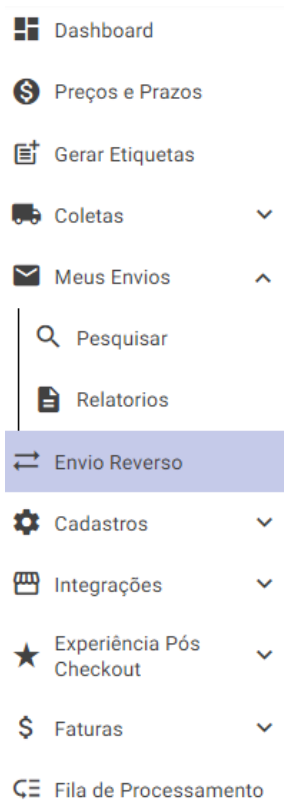 Dashboard
Preços e Prazos
Gerar Etiquetas
Coletas
Meus Envios
Pesquisar
Relatorios
Envio Reverso
Cadastros
Integrações
Experiência Pós
Checkout
Faturas
Fila de Processamento